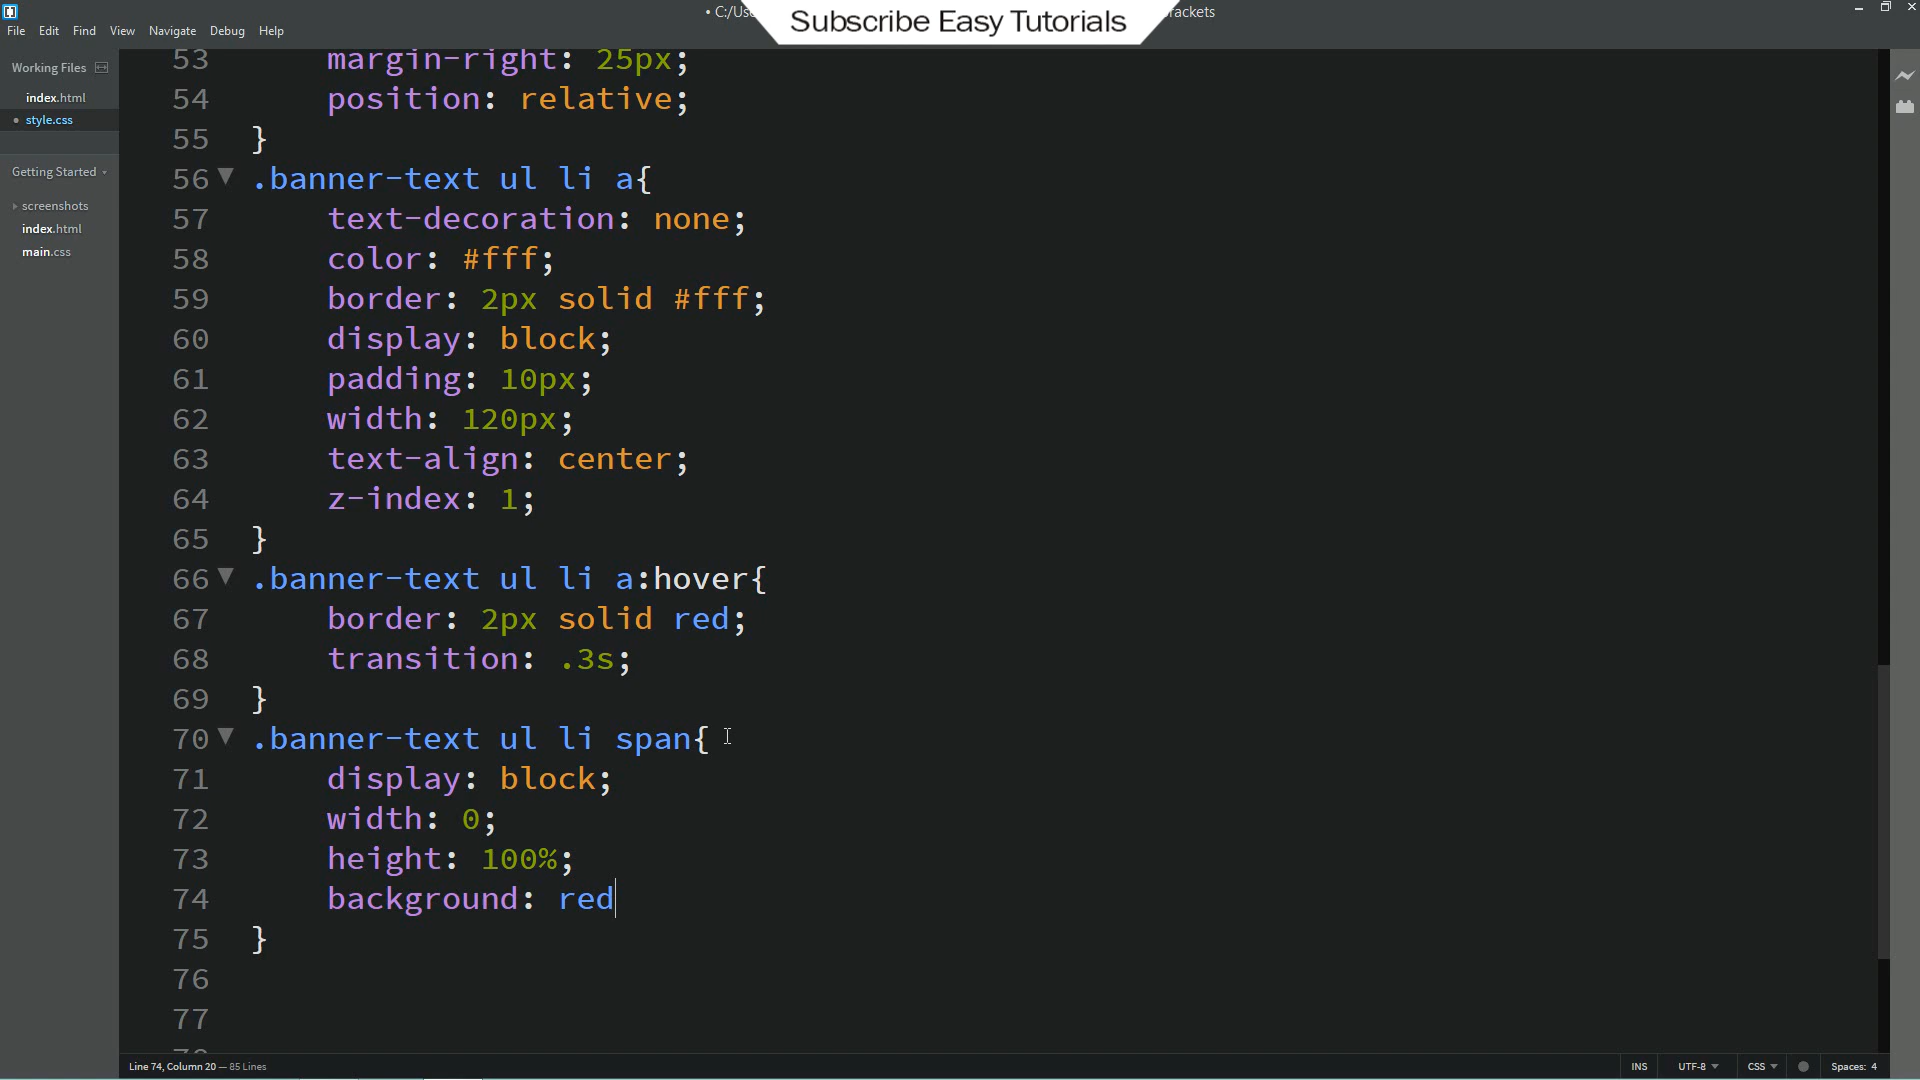 • C:/Use
Subscribe Easy Tutorials
rackets
File Edit Find View Navigate Debug Help
Working Files
index.html
• style.css
Getting Started
screenshots
index.html
main.css
53 margin-right: 25px;
54 position: relative;
55 }
56 .banner-text ul li a{
57 text-decoration: none;
58 color: #fff;
59 border: 2px solid #fff;
60 display: block;
61 padding: 10px;
62 width: 120px;
63 text-align: center;
64 z-index: 1;
65 }
66 .banner-text ul li a:hover{
67 border: 2px solid red;
68 transition: .3s;
69 }
70 .banner-text ul li span{
71 display: block;
72 width: 0;
73 height: 100%;
74 background: red
75 }
76
77
Line 74, Column 20 — 85 Lines
INS UTF-8 CSS Spaces: 4